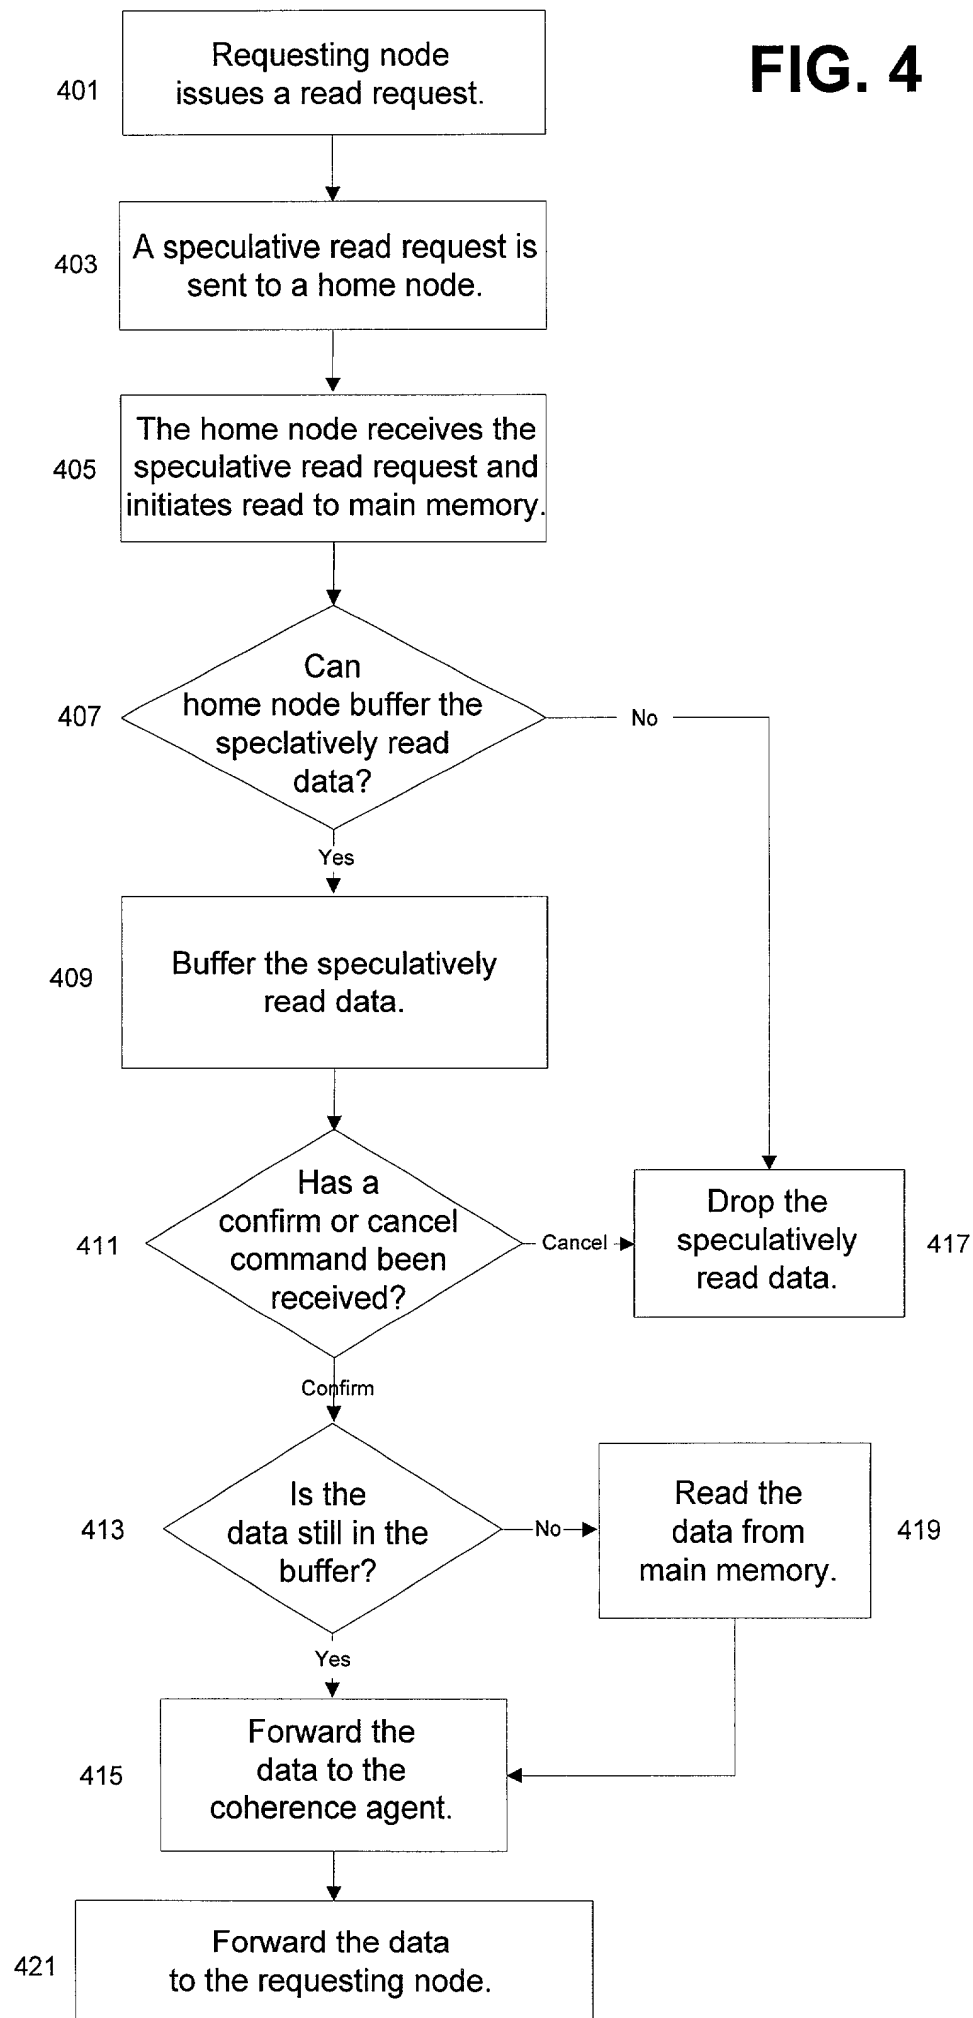 FIG. 4
401
Requesting node
issues a read request.
403
A speculative read request is
sent to a home node.
405
The home node receives the
speculative read request and
initiates read to main memory.
407
Can
home node buffer the
speclatively read
data?
No
Yes
409
Buffer the speculatively
read data.
411
Has a
confirm or cancel
command been
received?
Cancel
Drop the
speculatively
read data.
417
Confirm
413
Is the
data still in the
buffer?
No
Read the
data from
main memory.
419
Yes
415
Forward the
data to the
coherence agent.
421
Forward the data
to the requesting node.